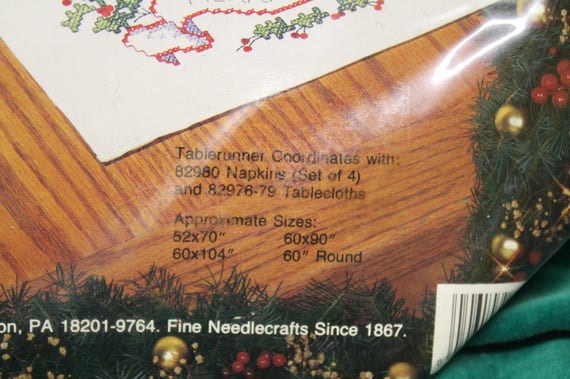 Tablerunner Coordinates with:
82980 Napkins (Set of 4)
and 82976-79 Tablecloths
Approximate Sizes:
52x70" 60x90"
60x104" 60" Round
on, PA 18201-9764. Fine Needlecrafts Since 1867.